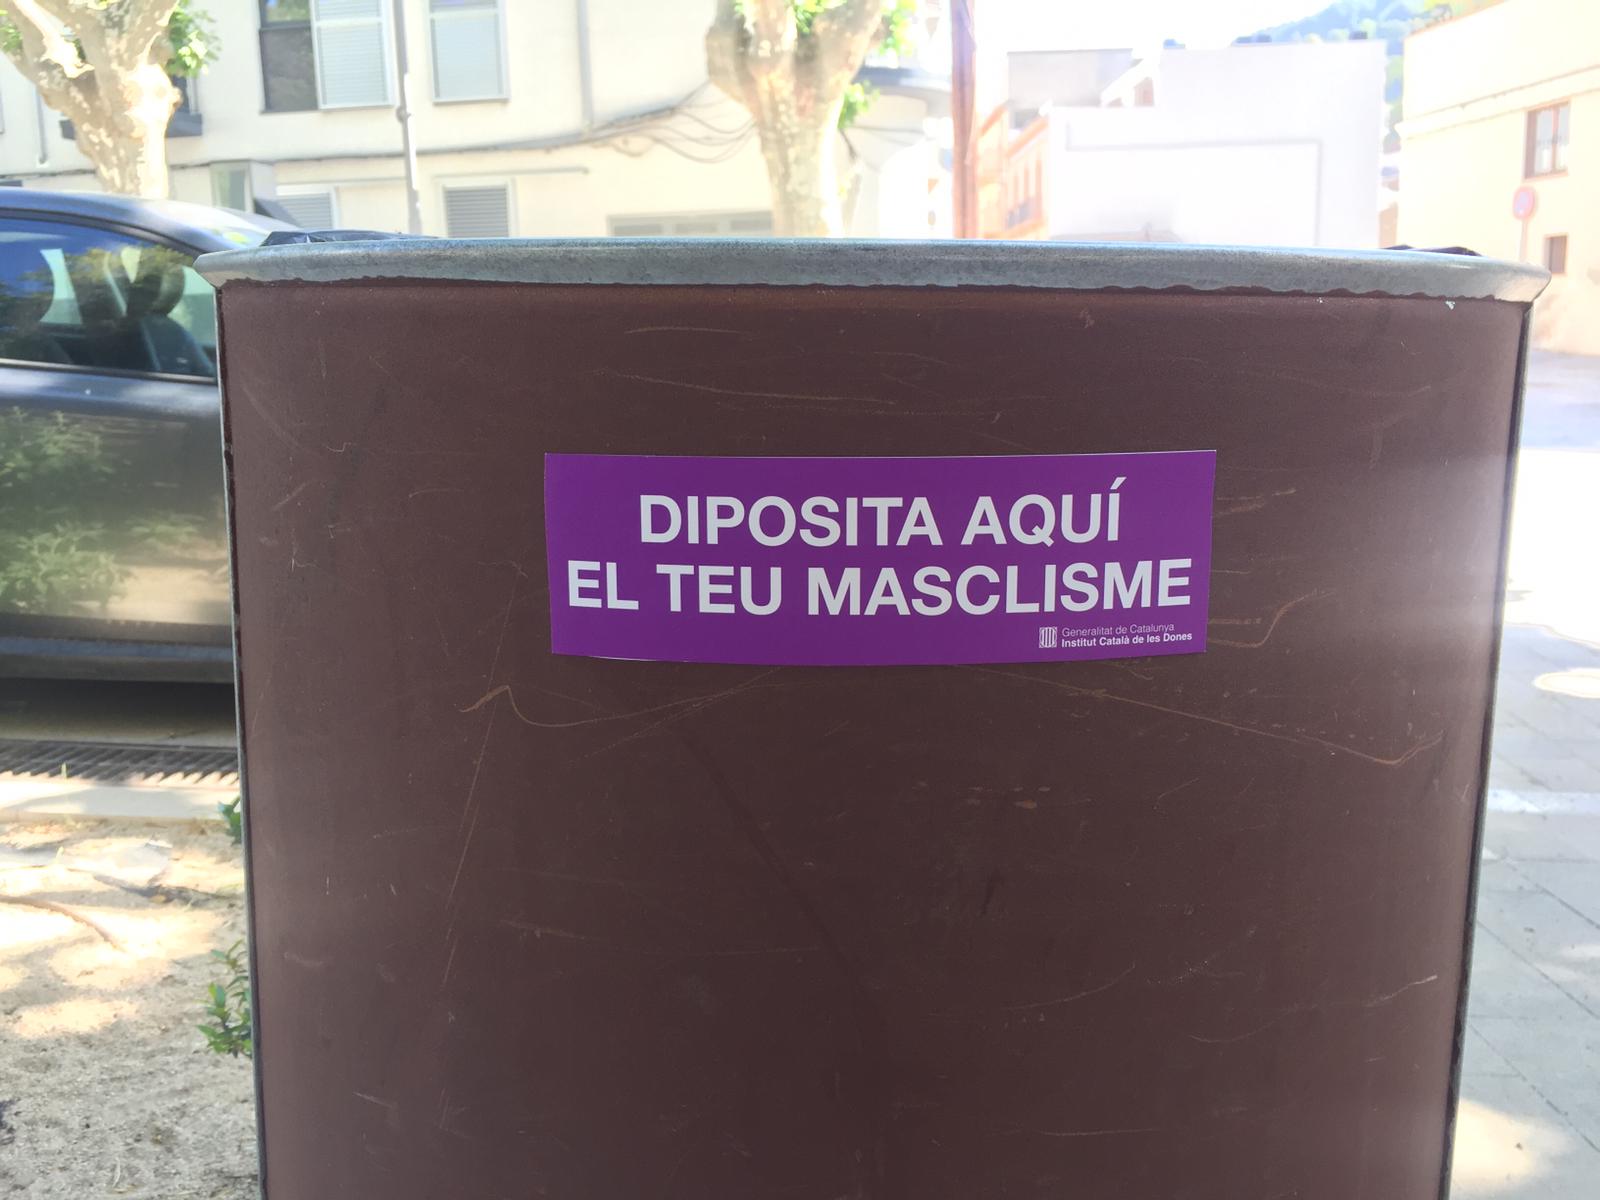 DIPOSITA AQUÍ
EL TEU MASCLISME
Generalitat de Catalunya
Institut Català de les Dones